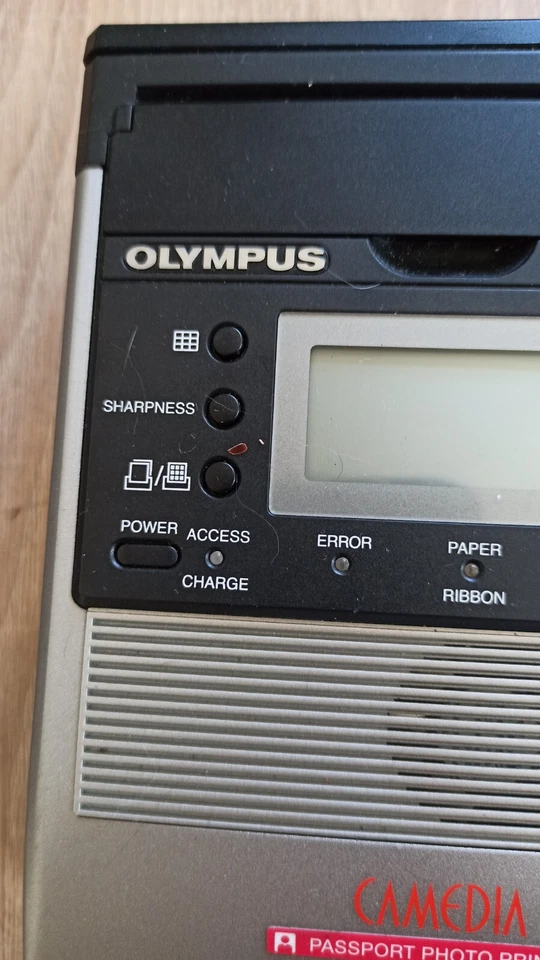 OLYMPUS
SHARPNESS
/
POWER
ACCESS
CHARGE
ERROR
PAPER
RIBBON
CAMEDIA
PASSPORT PHOTO